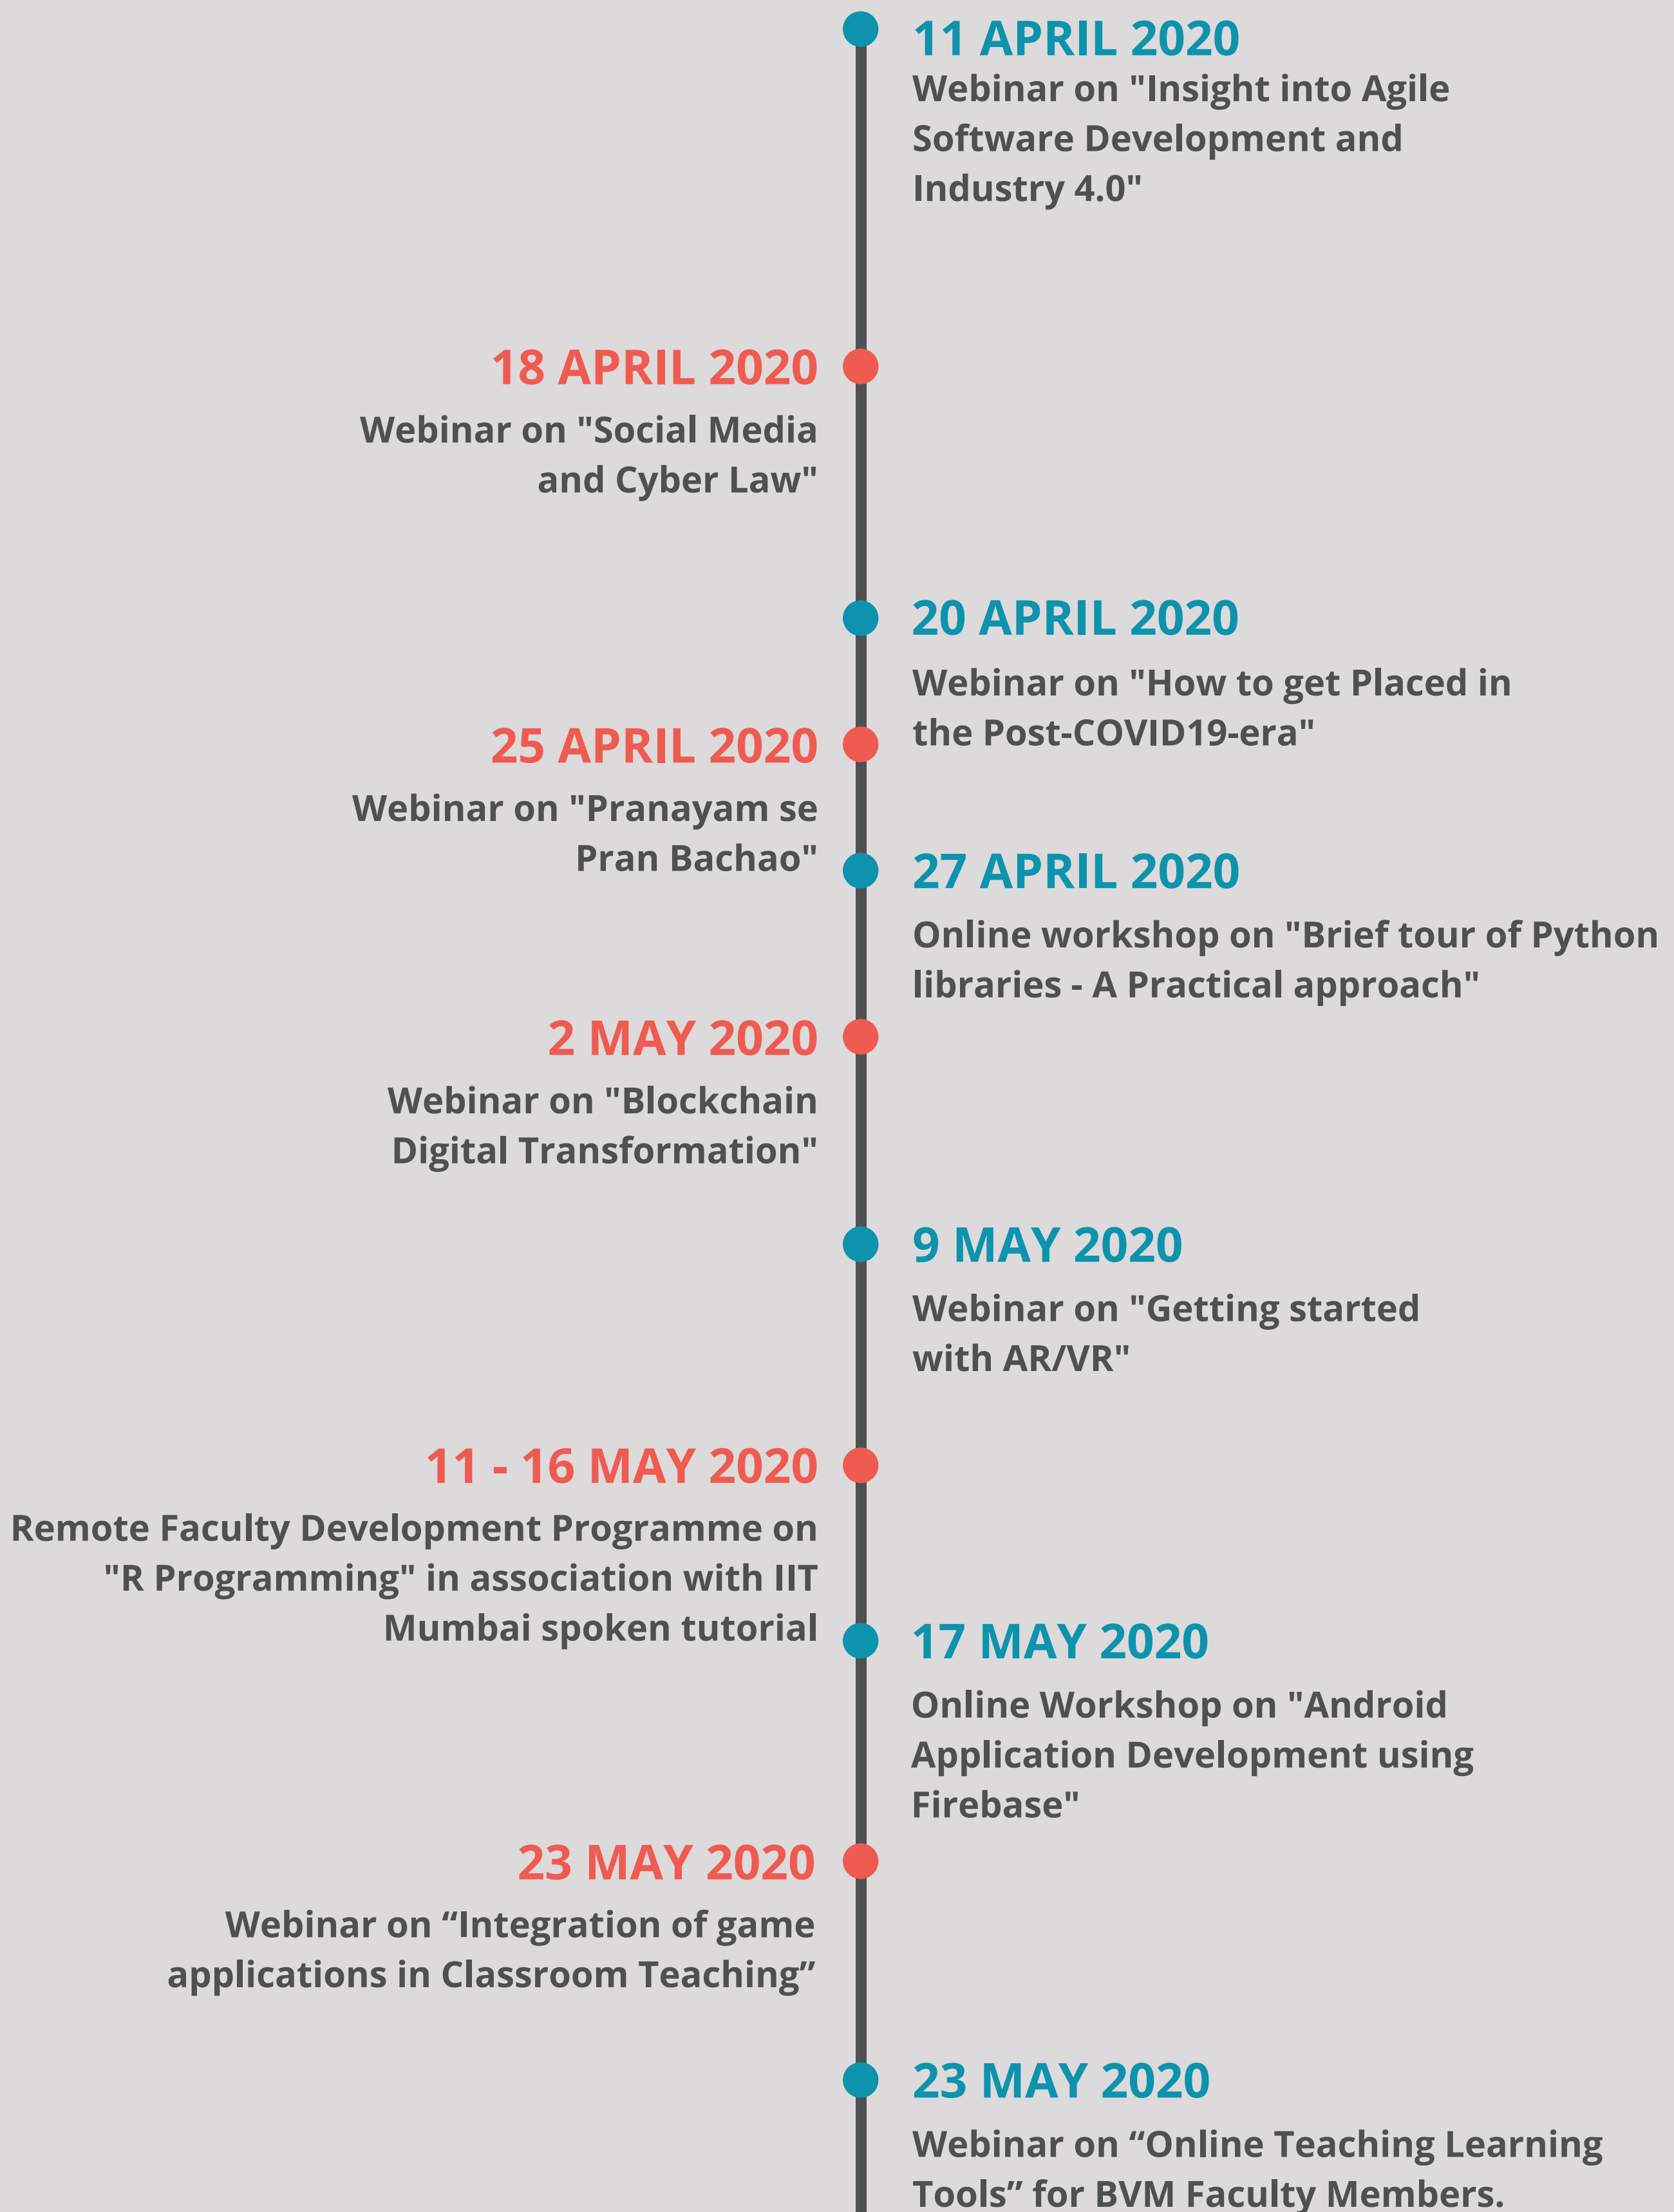 11 APRIL 2020
Webinar on "Insight into Agile
Software Development and
Industry 4.0"
18 APRIL 2020
Webinar on "Social Media
and Cyber Law"
20 APRIL 2020
Webinar on "How to get Placed in
the Post-COVID19-era"
25 APRIL 2020
Webinar on "Pranayam se
Pran Bachao"
27 APRIL 2020
Online workshop on "Brief tour of Python
libraries - A Practical approach"
2 MAY 2020
Webinar on "Blockchain
Digital Transformation"
9 MAY 2020
Webinar on "Getting started
with AR/VR"
11 - 16 MAY 2020
Remote Faculty Development Programme on
"R Programming" in association with IIT
Mumbai spoken tutorial
17 MAY 2020
Online Workshop on "Android
Application Development using
Firebase"
23 MAY 2020
Webinar on “Integration of game
applications in Classroom Teaching”
23 MAY 2020
Webinar on “Online Teaching Learning
Tools” for BVM Faculty Members.